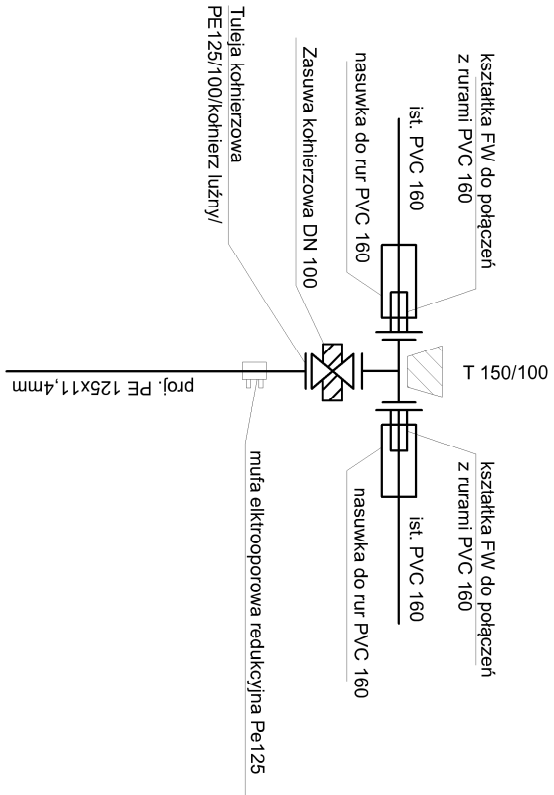 kształtka FW do połączeń
z rurami PVC 160
ist. PVC 160
nasuwka do rur PVC 160
Zasuwa kołnierzowa DN 100
Tuleja kołnierzowa
PE125/100/kołnierz luźny/
T 150/100
proj. PE 125x11,4mm
kształtka FW do połączeń
z rurami PVC 160
ist. PVC 160
nasuwka do rur PVC 160
mufa elktrooporowa redukcyjna Pe125